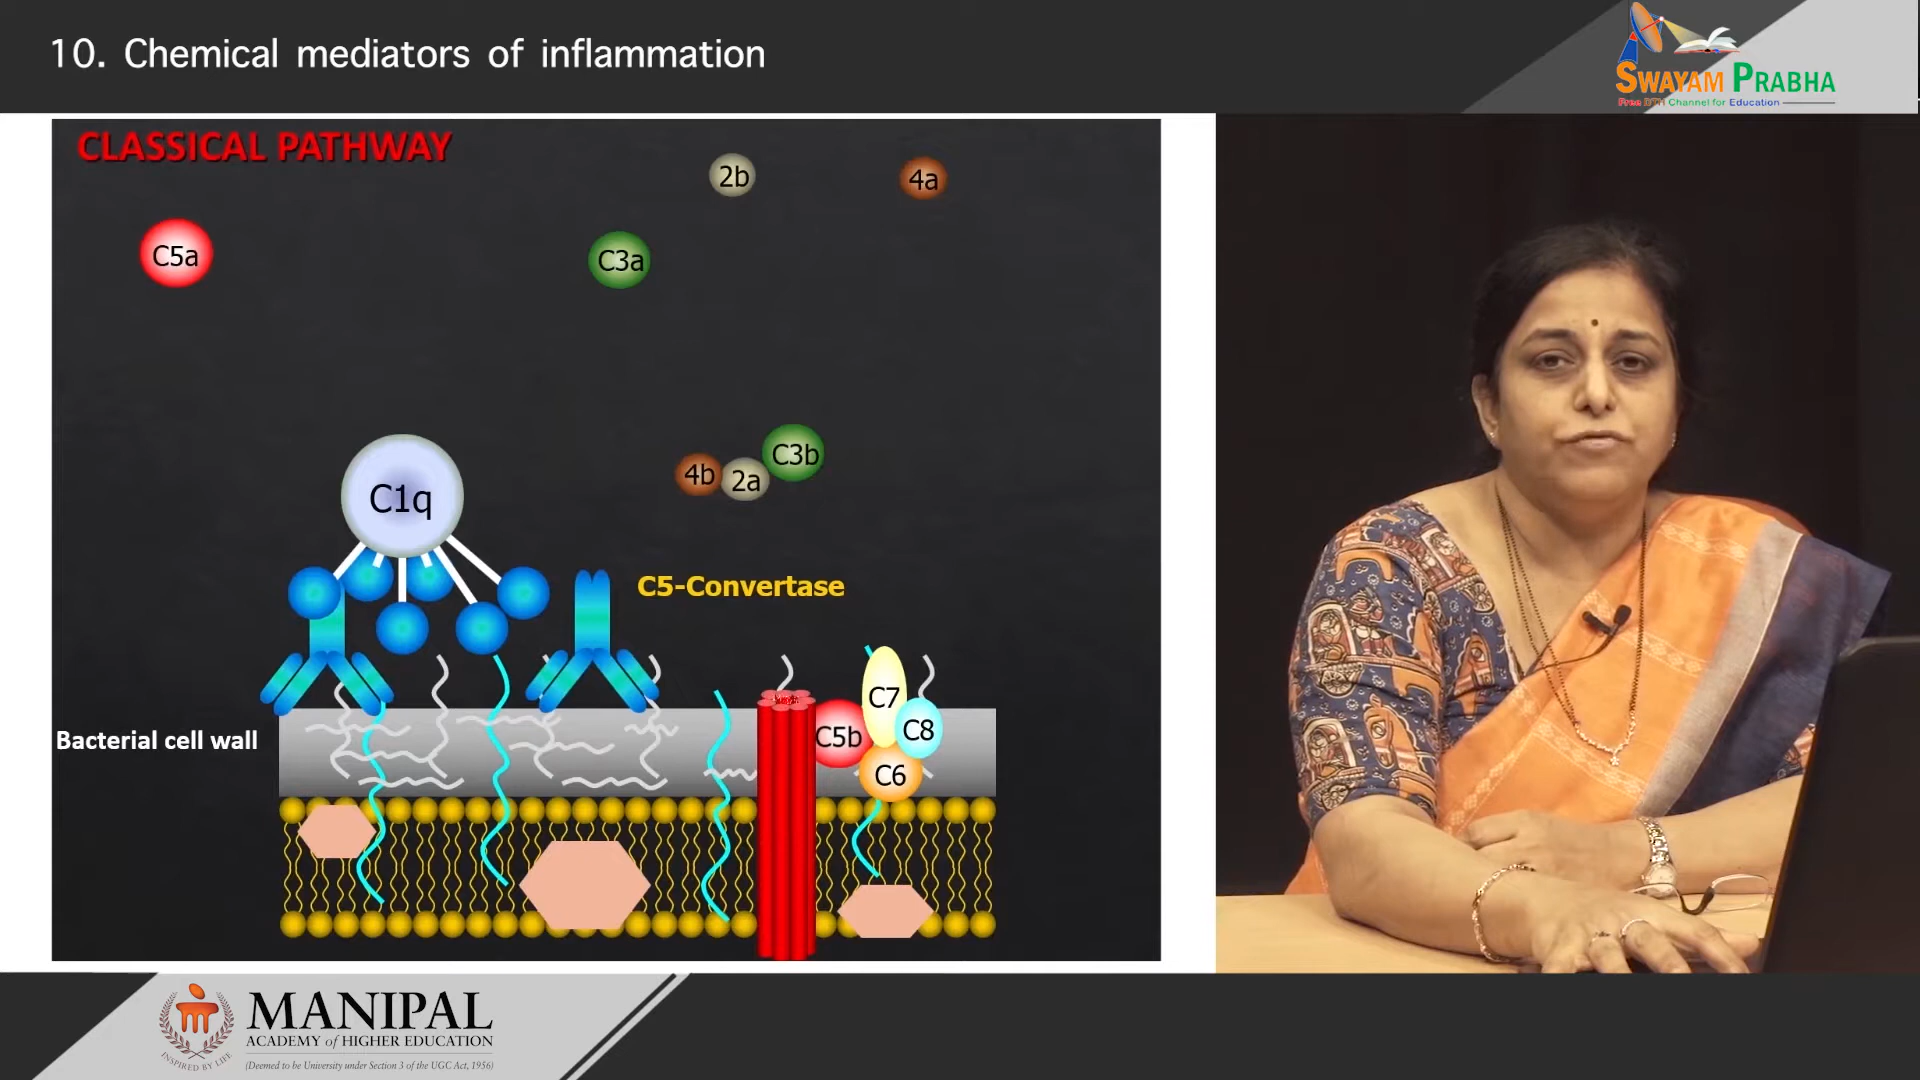 10. Chemical mediators of inflammation
SWAYAM PRABHA
Free DTH Channel for Education
CLASSICAL PATHWAY
2b
4a
C5a
C3a
C3b
4b
2a
C1q
C5-Convertase
C7
C5b
C8
Bacterial cell wall
C6
MANIPAL
ACADEMY of HIGHER EDUCATION
INSPIRED BY LIFE
(Deemed to be University under Section 3 of the UGC Act, 1956)